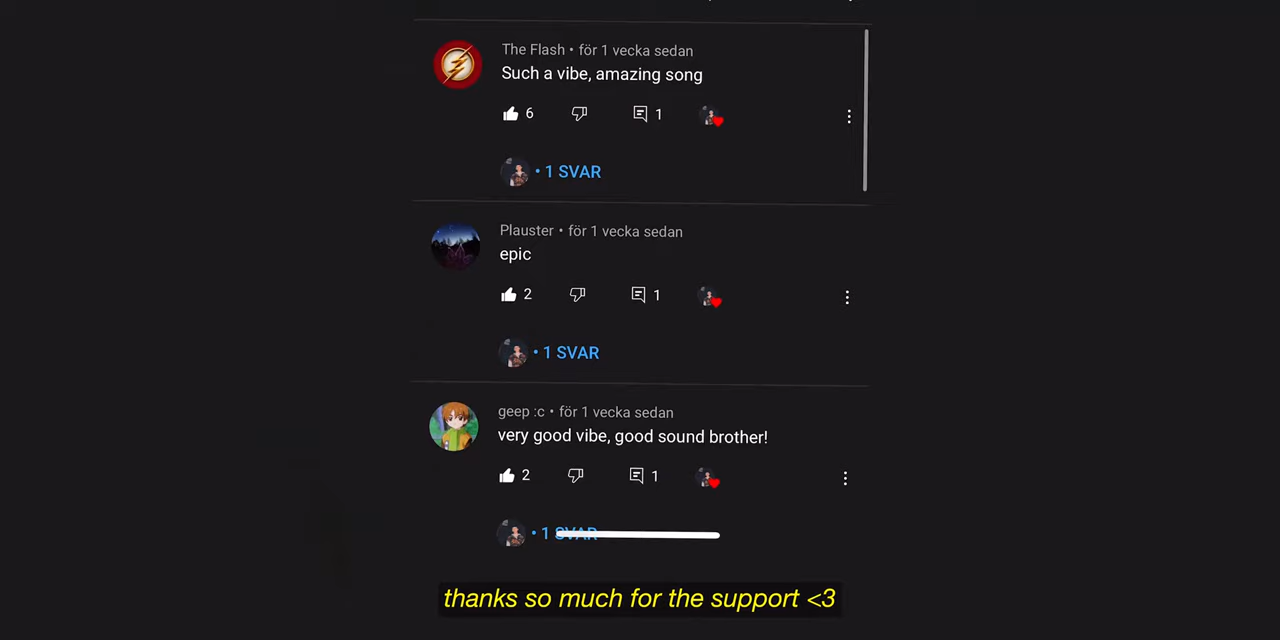 The Flash • för 1 vecka sedan
Such a vibe, amazing song
6 1
• 1 SVAR
Plauster • för 1 vecka sedan
epic
2 1
• 1 SVAR
geep :c • för 1 vecka sedan
very good vibe, good sound brother!
2 1
• 1 SVAR
thanks so much for the support <3